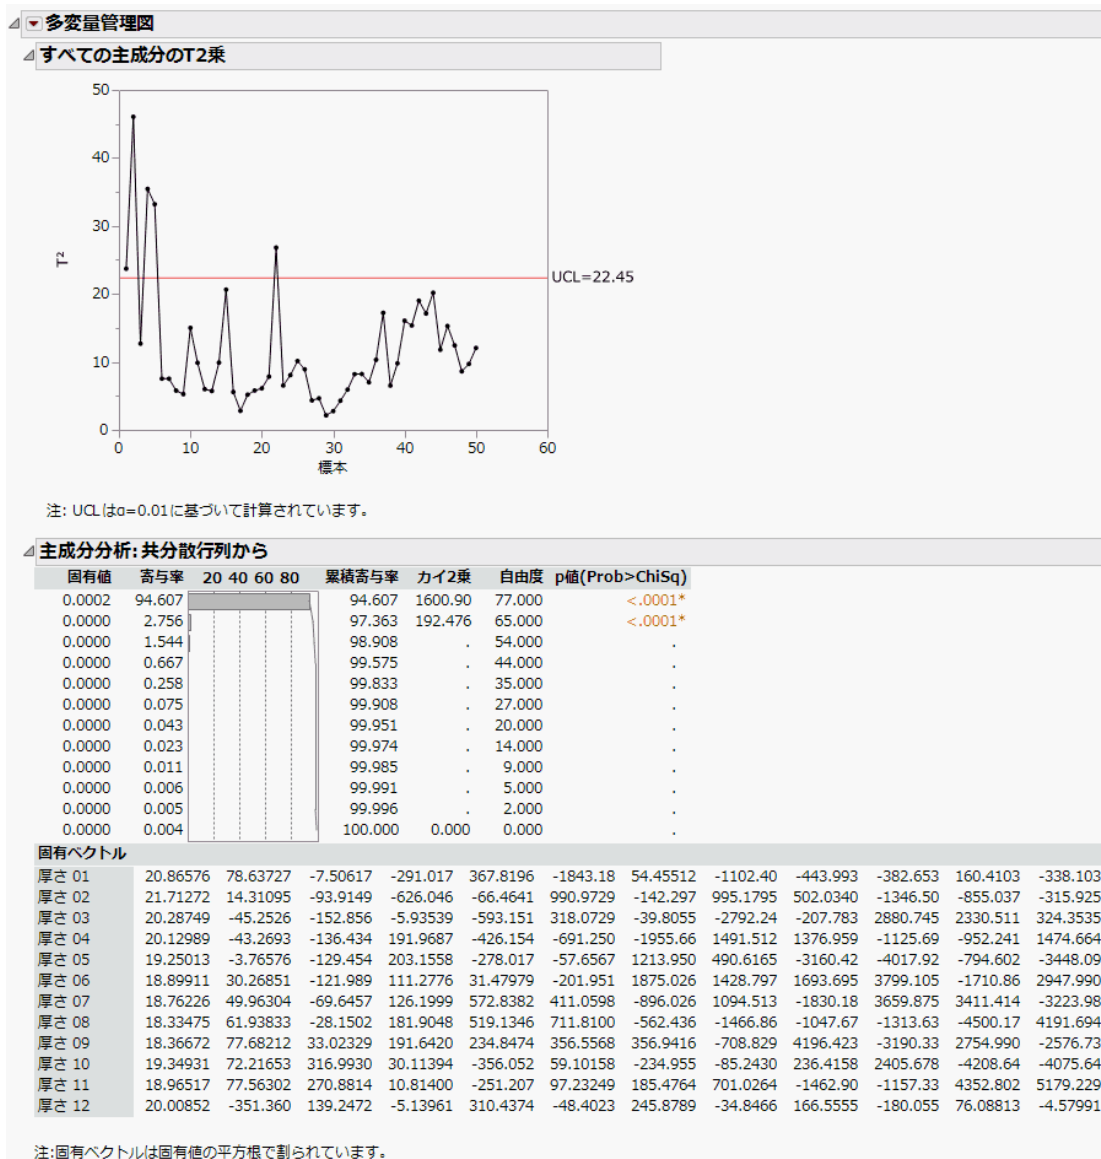 多変量管理図
すべての主成分のT2乗
50
40
30
20
10
0
T²
UCL=22.45
0 10 20 30 40 50 60
標本
注: UCLはα=0.01に基づいて計算されています。
主成分分析: 共分散行列から
固有値 寄与率 20 40 60 80 累積寄与率 カイ2乗 自由度 p値(Prob>ChiSq)
0.0002 94.607 94.607 1600.90 77.000 <.0001*
0.0000 2.756 97.363 192.476 65.000 <.0001*
0.0000 1.544 98.908 . 54.000 .
0.0000 0.667 99.575 . 44.000 .
0.0000 0.258 99.833 . 35.000 .
0.0000 0.075 99.908 . 27.000 .
0.0000 0.043 99.951 . 20.000 .
0.0000 0.023 99.974 . 14.000 .
0.0000 0.011 99.985 . 9.000 .
0.0000 0.006 99.991 . 5.000 .
0.0000 0.005 99.996 . 2.000 .
0.0000 0.004 100.000 0.000 0.000 .
固有ベクトル
厚さ 01 20.86576 78.63727 -7.50617 -291.017 367.8196 -1843.18 54.45512 -1102.40 -443.993 -382.653 160.4103 -338.103
厚さ 02 21.71272 14.31095 -93.9149 -626.046 -66.4641 990.9729 -142.297 995.1795 502.0340 -1346.50 -855.037 -315.925
厚さ 03 20.28749 -45.2526 -152.856 -5.93539 -593.151 318.0729 -39.8055 -2792.24 -207.783 2880.745 2330.511 324.3535
厚さ 04 20.12989 -43.2693 -136.434 191.9687 -426.154 -691.250 -1955.66 1491.512 1376.959 -1125.69 -952.241 1474.664
厚さ 05 19.25013 -3.76576 -129.454 203.1558 -278.017 -57.6567 1213.950 490.6165 -3160.42 -4017.92 -794.602 -3448.09
厚さ 06 18.89911 30.26851 -121.989 111.2776 31.47979 -201.951 1875.026 1428.797 1693.695 3799.105 -1710.86 2947.990
厚さ 07 18.76226 49.96304 -69.6457 126.1999 572.8382 411.0598 -896.026 1094.513 -1830.18 3659.875 3411.414 -3223.98
厚さ 08 18.33475 61.93833 -28.1502 181.9048 519.1346 711.8100 -562.436 -1466.86 -1047.67 -1313.63 -4500.17 4191.694
厚さ 09 18.36672 77.68212 33.02329 191.6420 234.8474 356.5568 356.9416 -708.829 4196.423 -3190.33 2754.990 -2576.73
厚さ 10 19.34931 72.21653 316.9930 30.11394 -356.052 59.10158 -234.955 -85.2430 236.4158 2405.678 -4208.64 -4075.64
厚さ 11 18.96517 77.56302 270.8814 10.81400 -251.207 97.23249 185.4764 701.0264 -1462.90 -1157.33 4352.802 5179.229
厚さ 12 20.00852 -351.360 139.2472 -5.13961 310.4374 -48.4023 245.8789 -34.8466 166.5555 -180.055 76.08813 -4.57991
注:固有ベクトルは固有値の平方根で割られています。